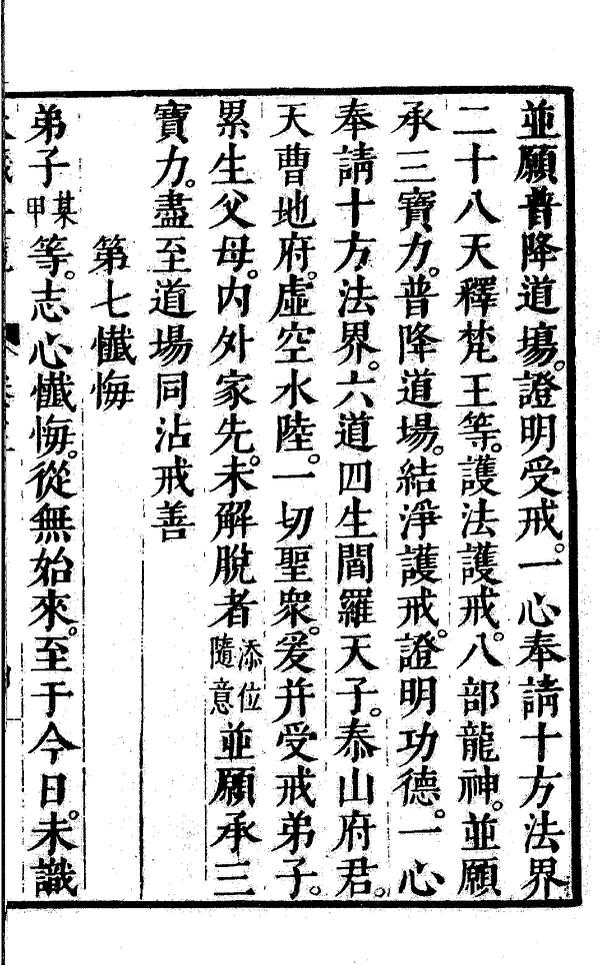 並願普降道場。證明受戒。一心奉請十方法界
二十八天釋梵王等。護法護戒。八部龍神。並願
承三寶力。普降道場。結淨護戒。證明功德。一心
奉請十方法界。六道四生閻羅天子。泰山府君。
天曹地府。虛空水陸。一切聖衆。爰并受戒弟子。
累生父母。內外家先。未解脫者添位隨意並願承三
寶力。盡至道場同沾戒善
第七懺悔
弟子某甲等。志心懺悔。從無始來。至于今日。未識